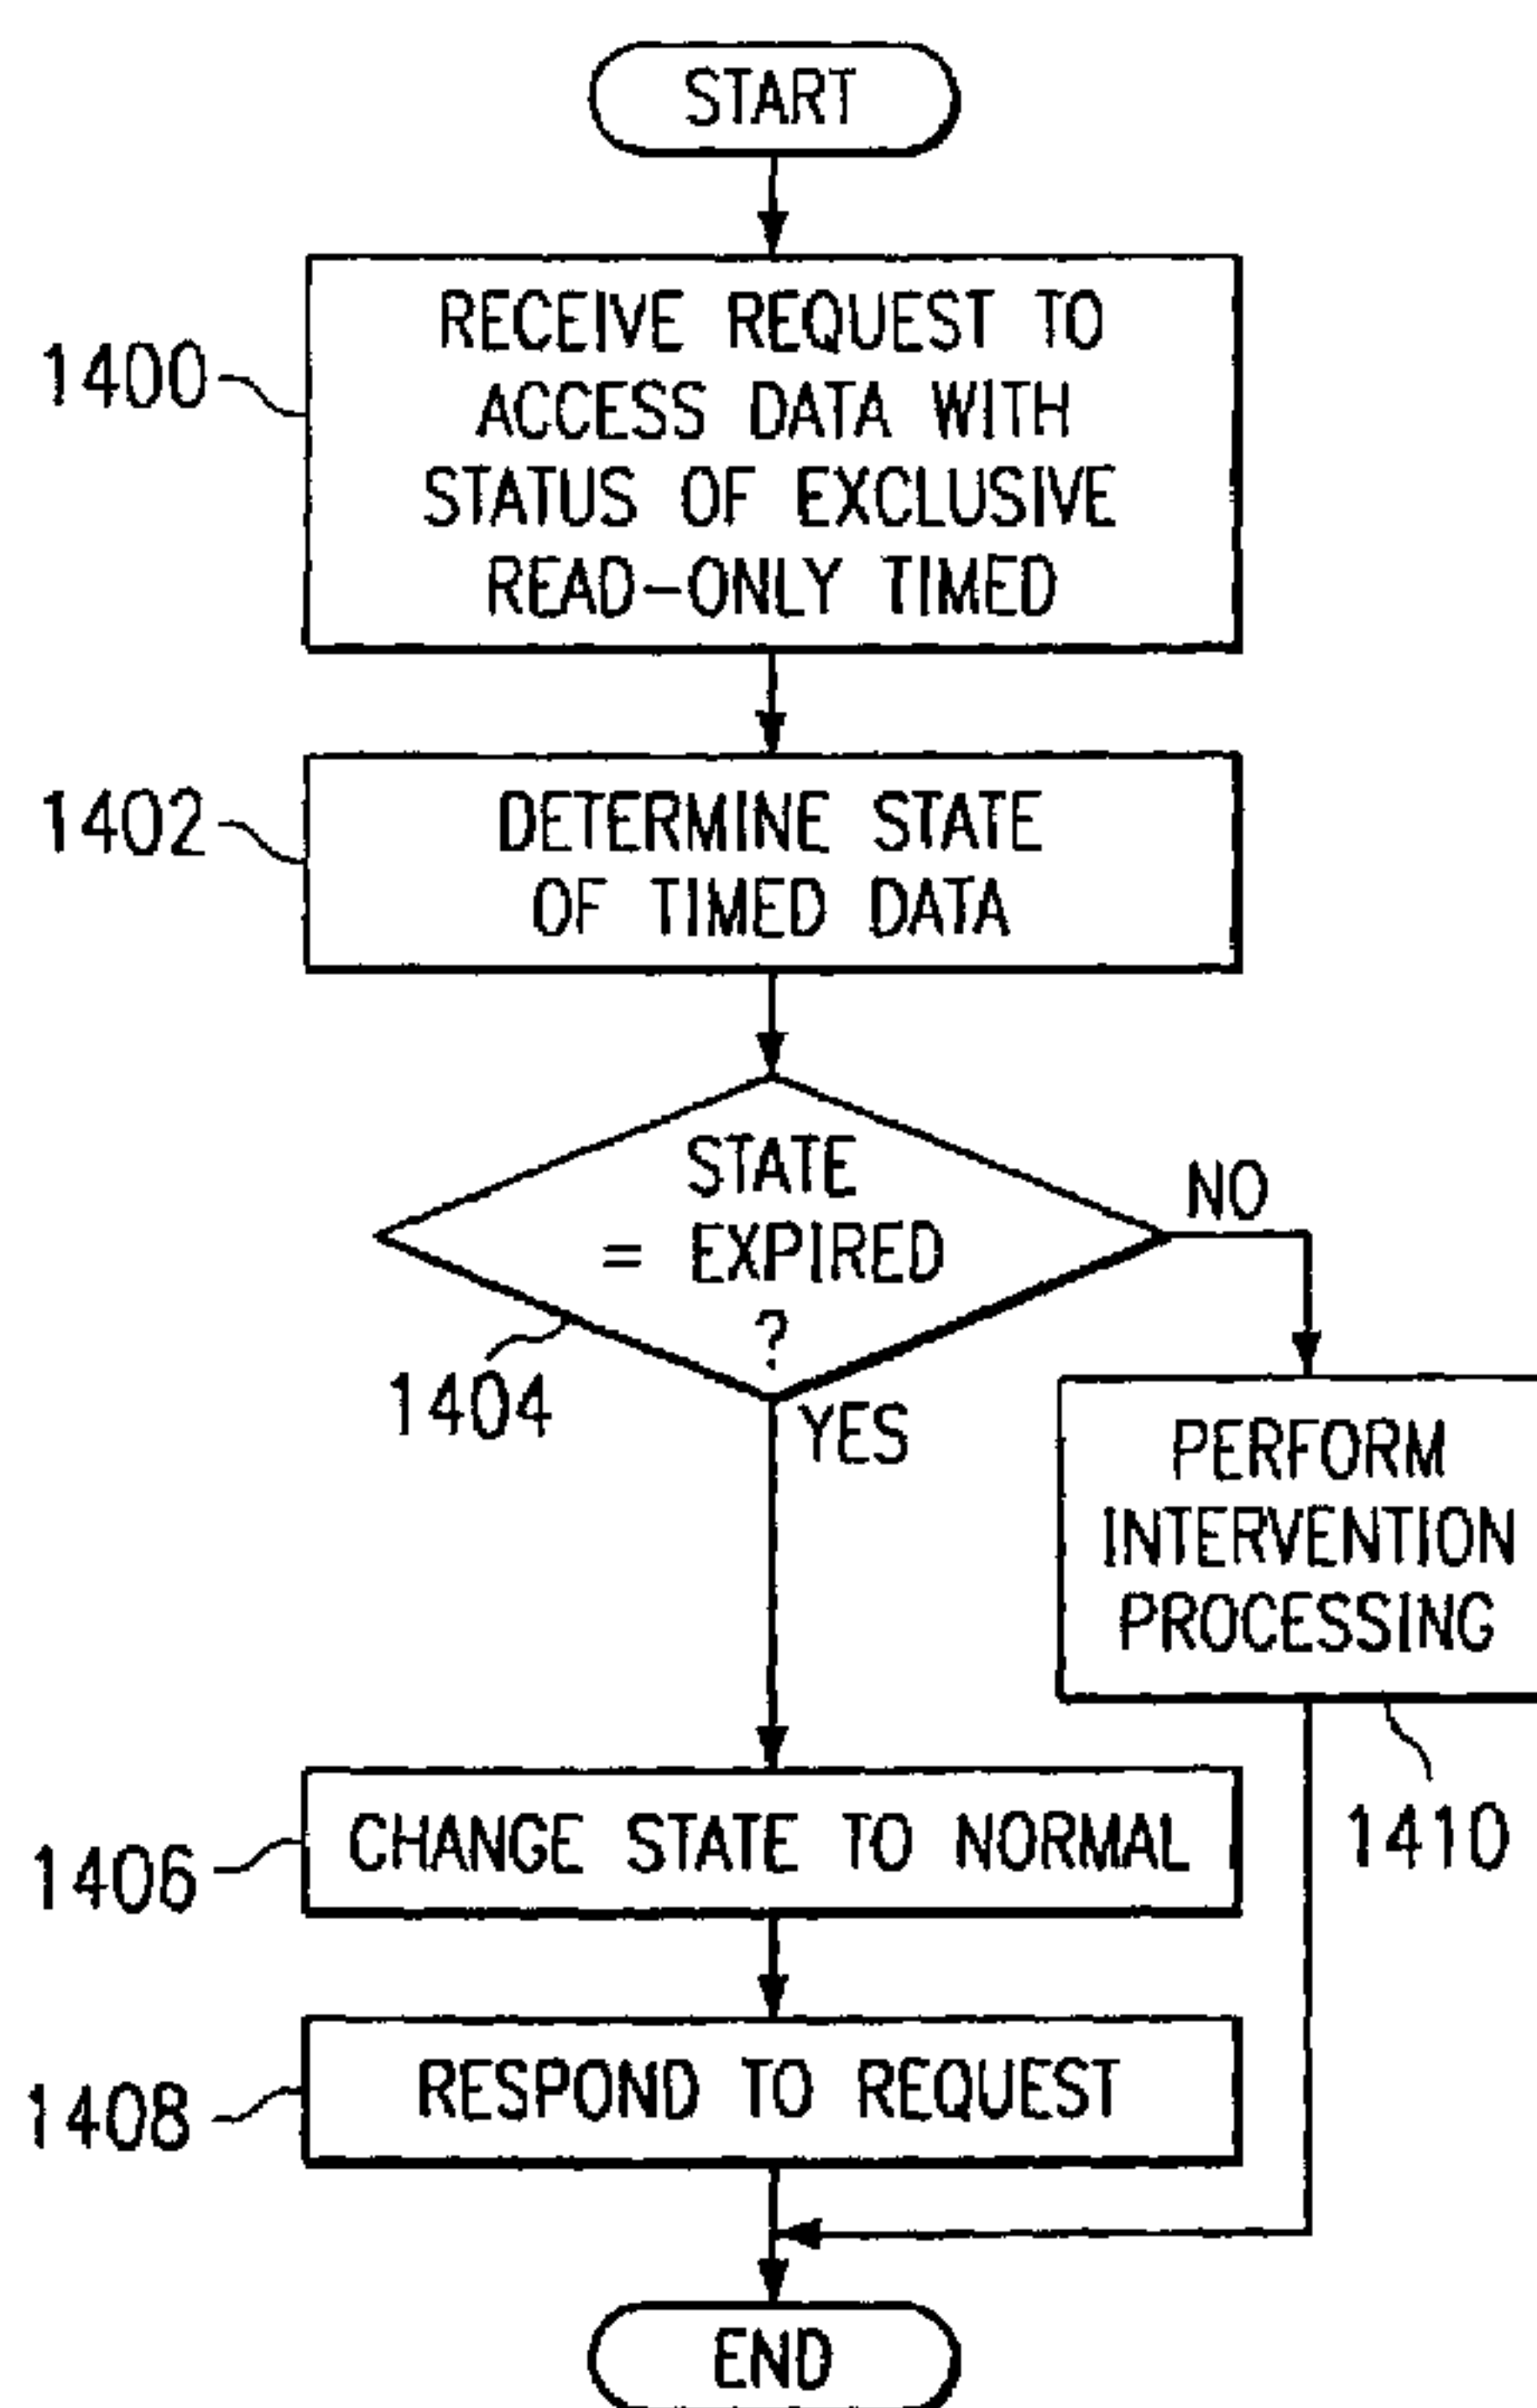 START
1400
RECEIVE REQUEST TO
ACCESS DATA WITH
STATUS OF EXCLUSIVE
READ-ONLY TIMED
1402
DETERMINE STATE
OF TIMED DATA
STATE
= EXPIRED
?
NO
1404
YES
PERFORM
INTERVENTION
PROCESSING
1410
1406
CHANGE STATE TO NORMAL
1408
RESPOND TO REQUEST
END